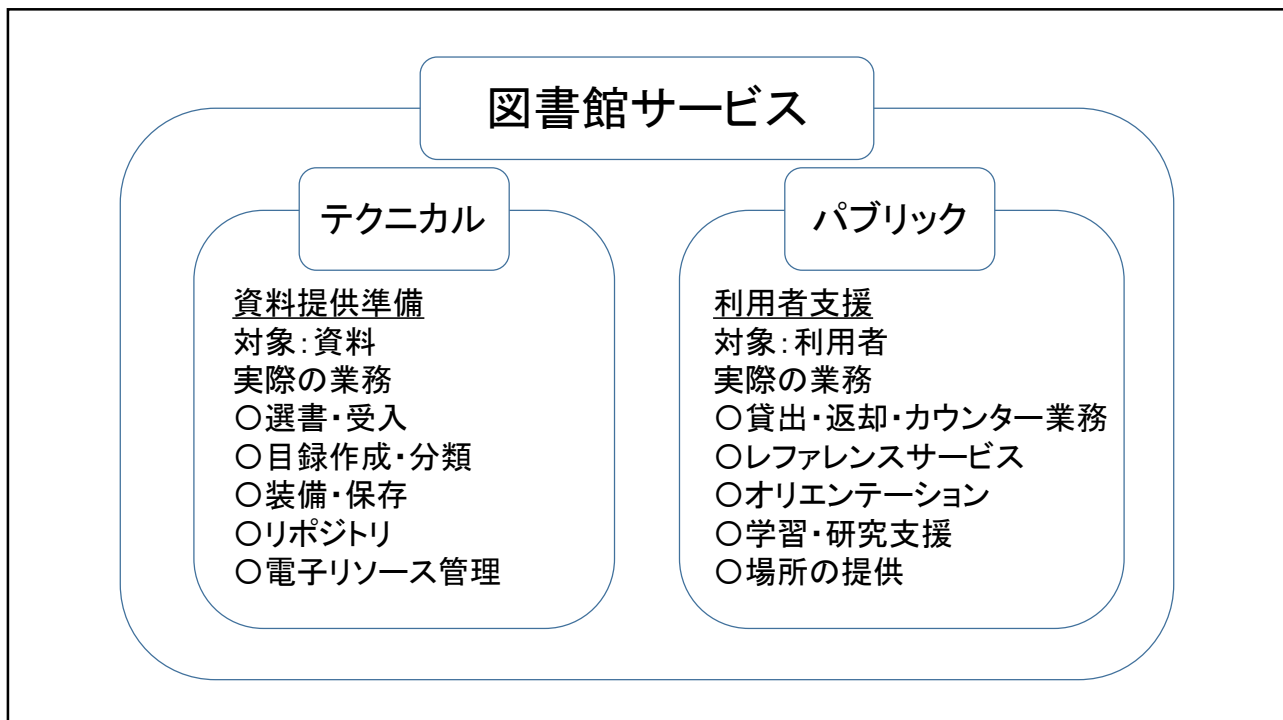 図書館サービス
テクニカル
資料提供準備
対象：資料
実際の業務
○選書・受入
○目録作成・分類
○装備・保存
○リポジトリ
○電子リソース管理
パブリック
利用者支援
対象：利用者
実際の業務
○貸出・返却・カウンター業務
○レファレンスサービス
○オリエンテーション
○学習・研究支援
○場所の提供